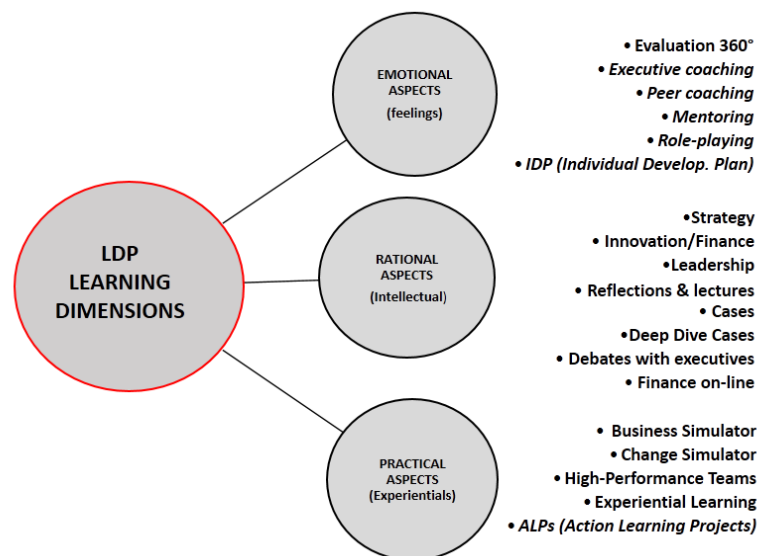 LDP
LEARNING
DIMENSIONS
EMOTIONAL
ASPECTS
(feelings)
• Evaluation 360°
• Executive coaching
• Peer coaching
• Mentoring
• Role-playing
• IDP (Individual Develop. Plan)
RATIONAL
ASPECTS
(Intellectual)
•Strategy
• Innovation/Finance
•Leadership
• Reflections & lectures
• Cases
•Deep Dive Cases
• Debates with executives
• Finance on-line
PRACTICAL
ASPECTS
(Experientials)
• Business Simulator
• Change Simulator
• High-Performance Teams
• Experiential Learning
• ALPs (Action Learning Projects)